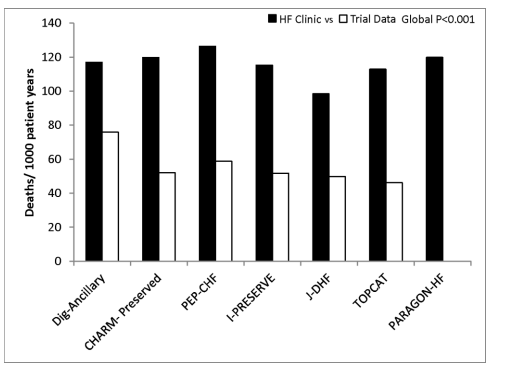 HF Clinic vs Trial Data Global P<0.001
Deaths/ 1000 patient years
140
120
100
80
60
40
20
0
Dig-Ancillary
CHARM- Preserved
PEP-CHF
I-PRESERVE
J-DHF
TOPCAT
PARAGON-HF